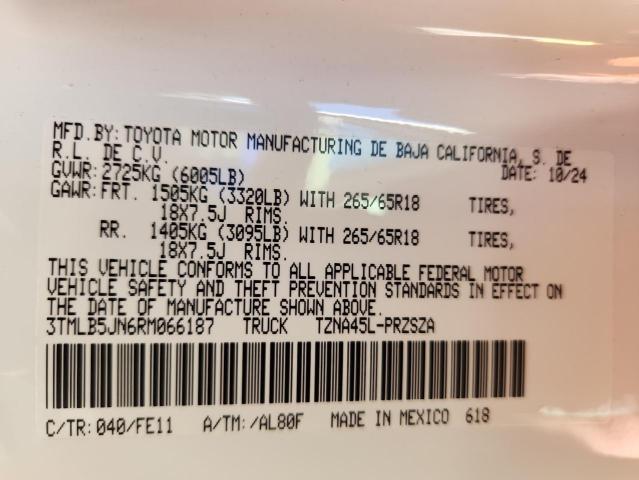 MFD.BY:TOYOTA MOTOR MANUFACTURING DE BAJA CALIFORNIA, S. DE
R.L. DE C.V. DATE: 10/24
GVWR:2725KG (6005LB)
GAWR:FRT. 1505KG (3320LB) WITH 265/65R18 TIRES,
18X7.5J RIMS.
RR. 1405KG (3095LB) WITH 265/65R18 TIRES,
18X7.5J RIMS.
THIS VEHICLE CONFORMS TO ALL APPLICABLE FEDERAL MOTOR
VEHICLE SAFETY AND THEFT PREVENTION STANDARDS IN EFFECT ON
THE DATE OF MANUFACTURE SHOWN ABOVE.
3TMLB5JN6RM066187 TRUCK TZNA45L-PRZSZA
C/TR:040/FE11 A/TM:/AL80F MADE IN MEXICO 618